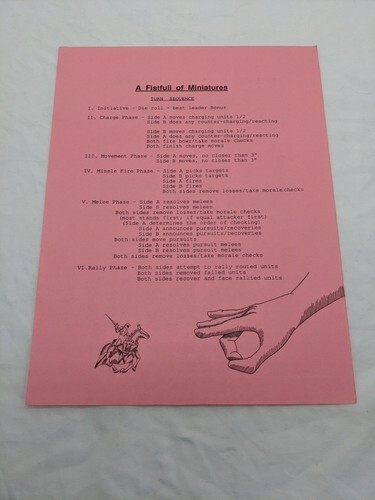 A Fistfull of Miniatures
TURN SEQUENCE
I. Initiative - Die roll + best leader Bonus
II. Charge Phase - Side A moves charging units 1/2
Side B does any counter-charging/reacting
Side B moves charging units 1/2
Side A does any counter-charging/reacting
Both fire bows/take morale checks
Both finish charge moves
III. Movement Phase - Side A moves, no closer than 3"
Side B moves, no closer than 3"
IV. Missle Fire Phase - Side A picks targets
Side B picks targets
Side A fires
Side B fires
Both sides remove losses/take morale checks
V. Melee Phase - Side A resolves melees
Side B resolves melees
Both sides remove losses/take morale checks
(most stands first; if equal attacker first)
(Side A determines the order of checking)
Side A announces pursuits/recoveries
Side B announces pursuits/recoveries
Both sides move pursuits
Side A resolves pursuit melees
Side B resolves pursuit melees
Both sides remove losses/take morale checks
VI.Rally Phase - Both sides attempt to rally routed units
Both sides removed failed units
Both sides recover and face rallied units